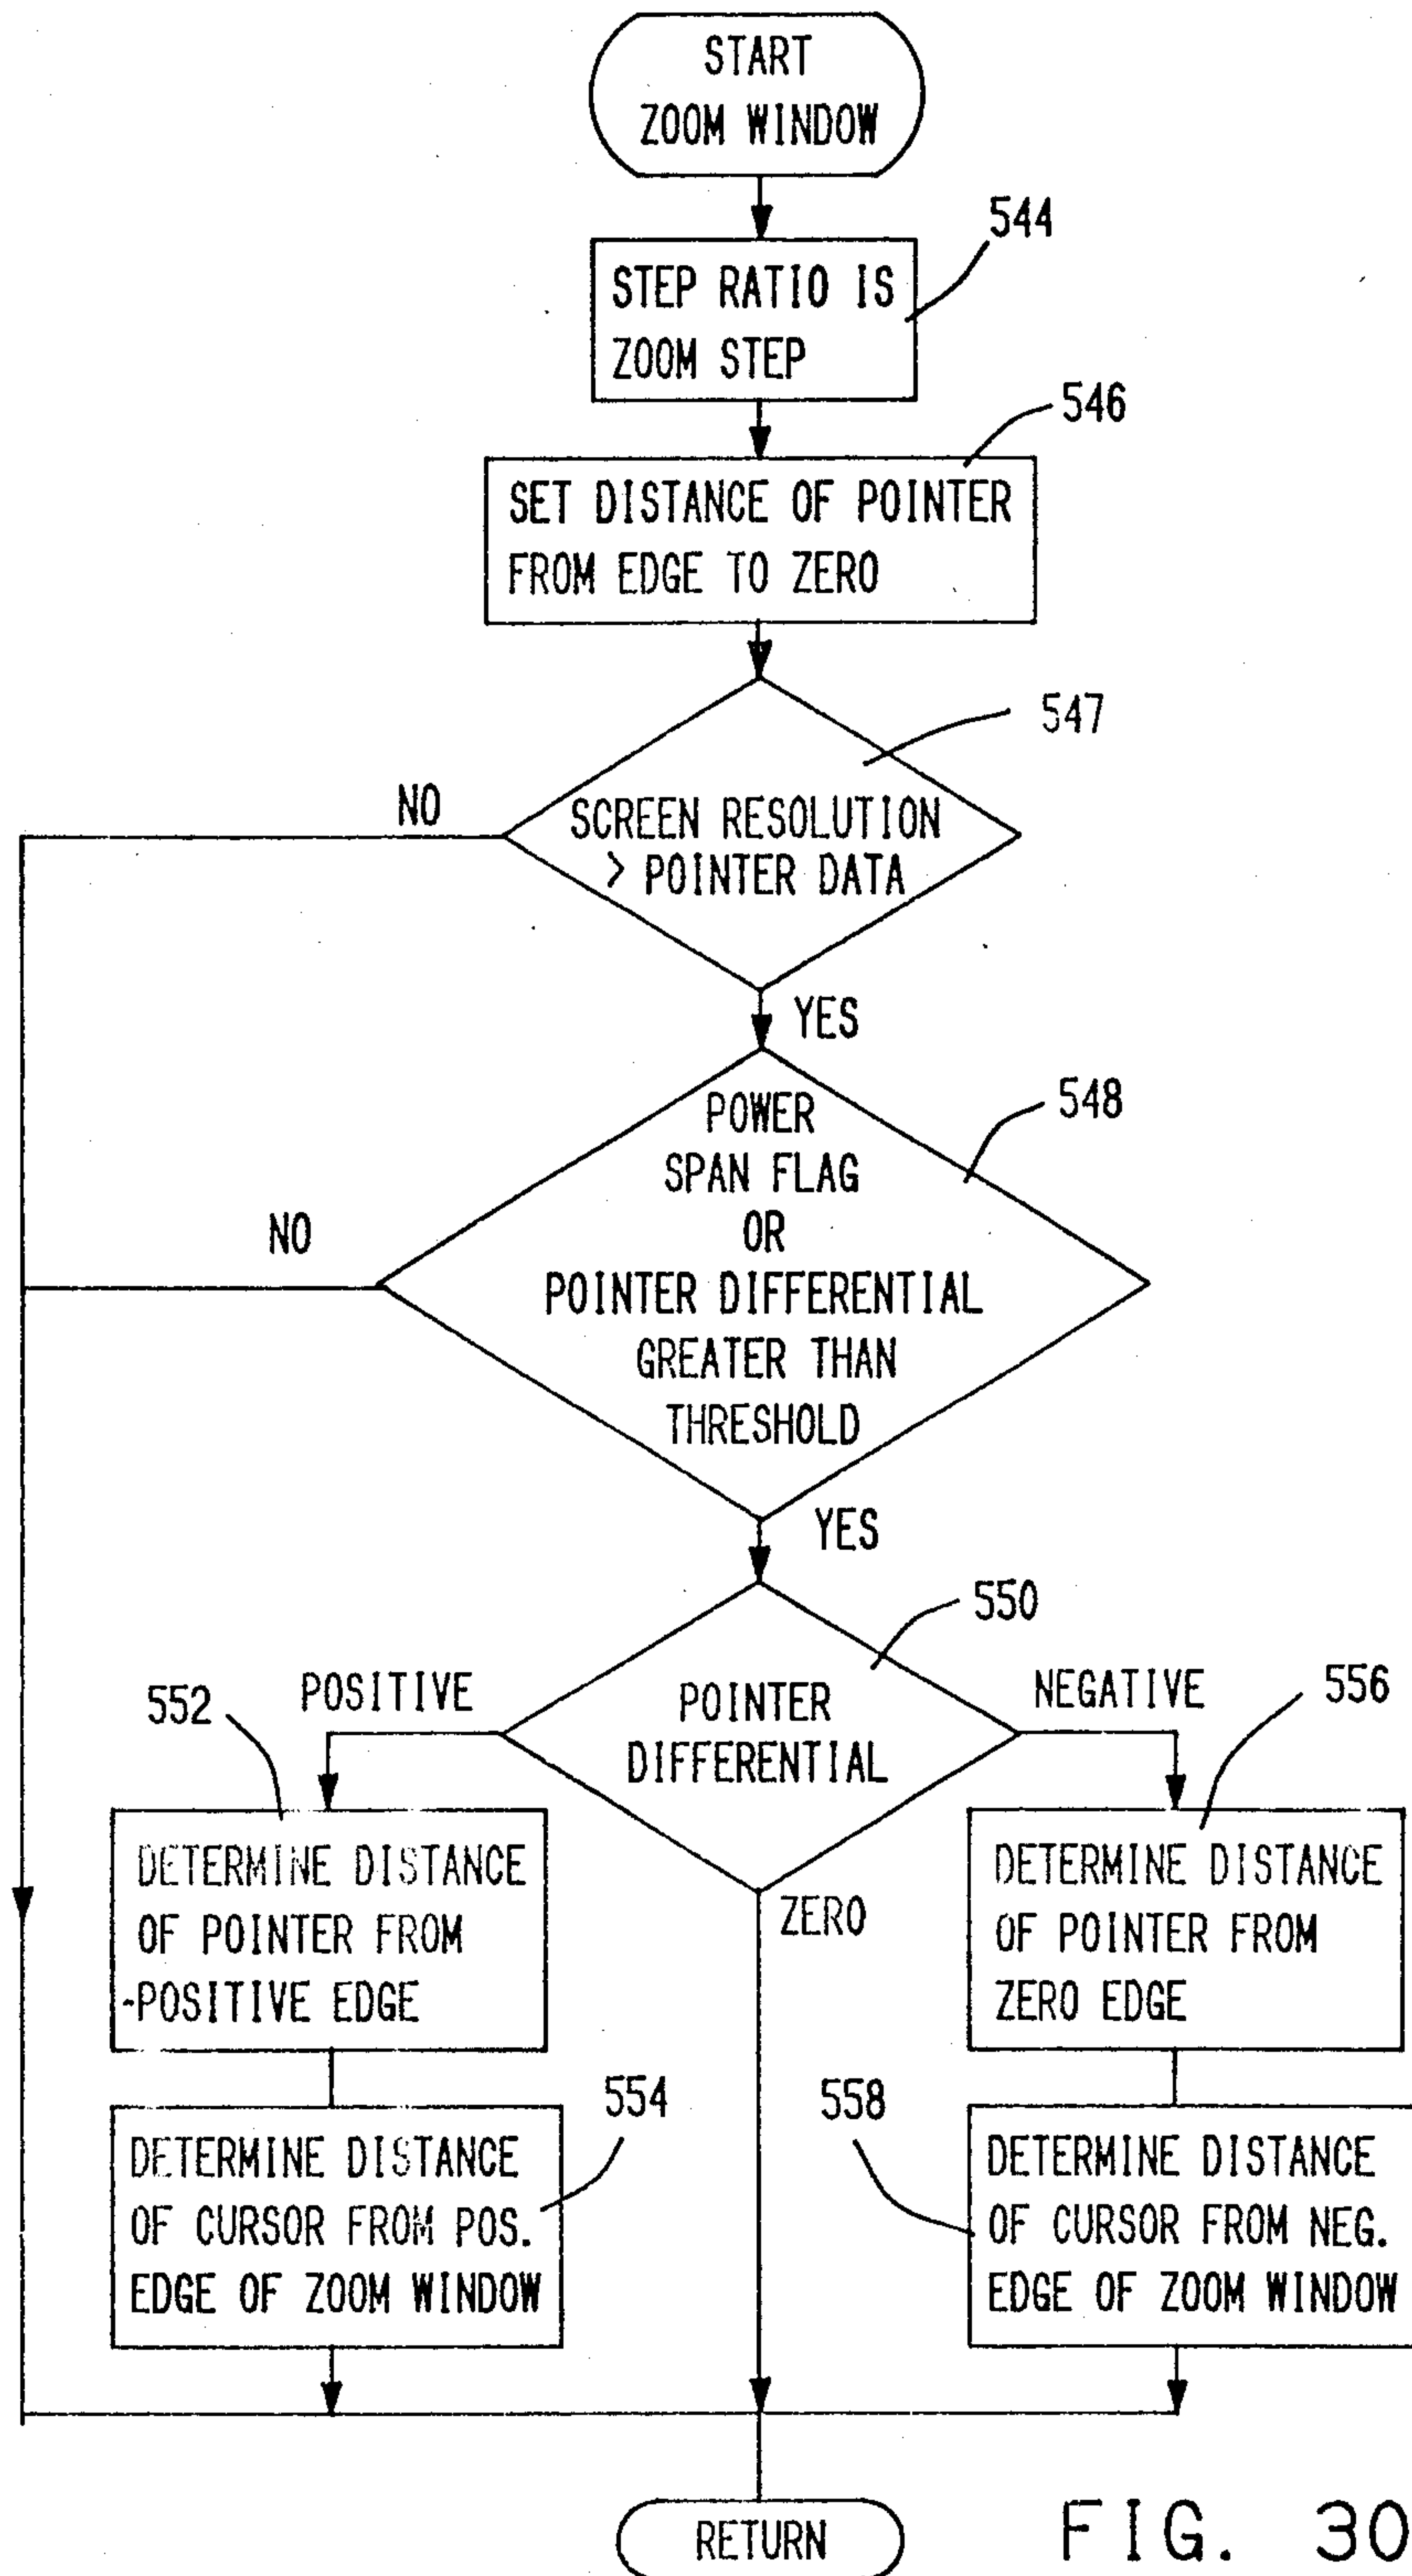 START
ZOOM WINDOW
544
STEP RATIO IS
ZOOM STEP
546
SET DISTANCE OF POINTER
FROM EDGE TO ZERO
547
NO
SCREEN RESOLUTION
> POINTER DATA
YES
548
POWER
SPAN FLAG
OR
NO
POINTER DIFFERENTIAL
GREATER THAN
THRESHOLD
YES
550
POSITIVE
NEGATIVE
552
556
POINTER
DIFFERENTIAL
DETERMINE DISTANCE
OF POINTER FROM
POSITIVE EDGE
ZERO
DETERMINE DISTANCE
OF POINTER FROM
ZERO EDGE
554
558
DETERMINE DISTANCE
OF CURSOR FROM POS.
EDGE OF ZOOM WINDOW
DETERMINE DISTANCE
OF CURSOR FROM NEG.
EDGE OF ZOOM WINDOW
RETURN
FIG. 30